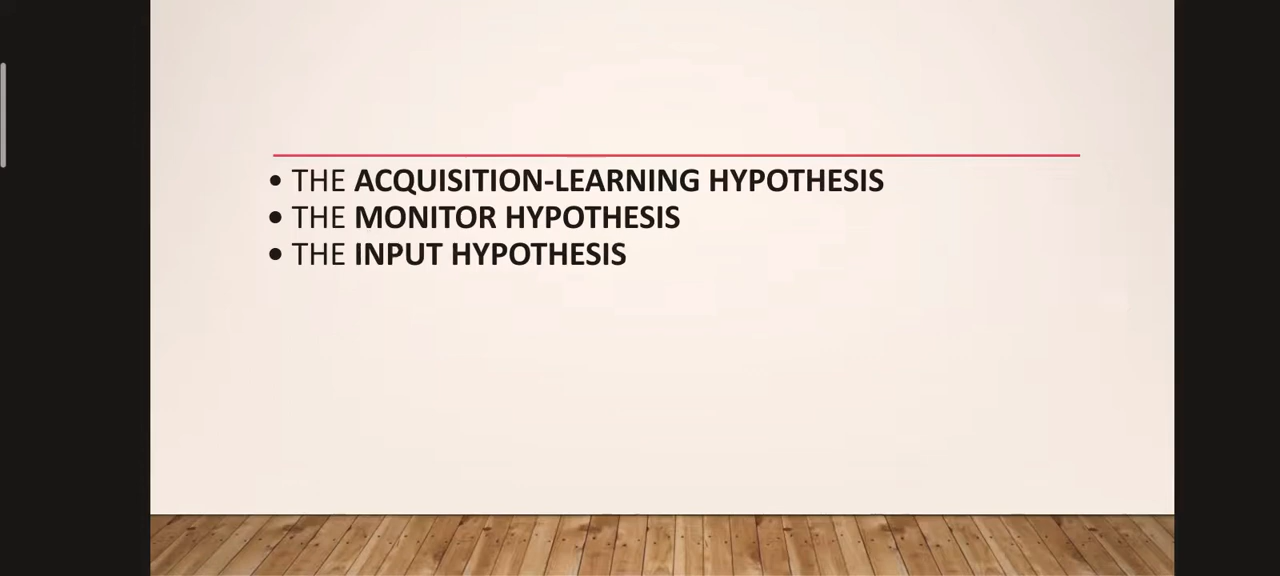 • THE ACQUISITION-LEARNING HYPOTHESIS
• THE MONITOR HYPOTHESIS
• THE INPUT HYPOTHESIS